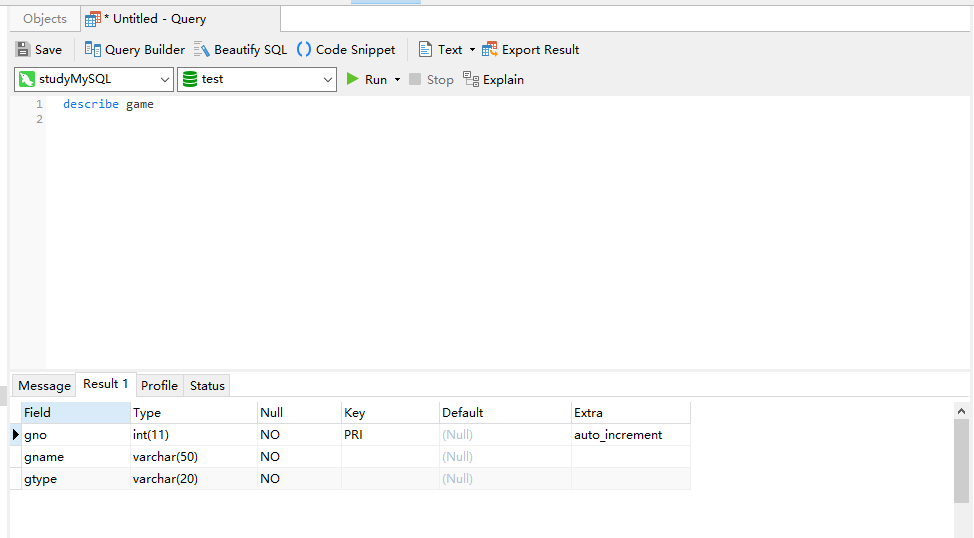 Objects * Untitled - Query
Save Query Builder Beautify SQL Code Snippet Text Export Result
studyMySQL test Run Stop Explain
1 describe game
2
Message Result 1 Profile Status
Field Type Null Key Default Extra
gno int(11) NO PRI (Null) auto_increment
gname varchar(50) NO (Null)
gtype varchar(20) NO (Null)